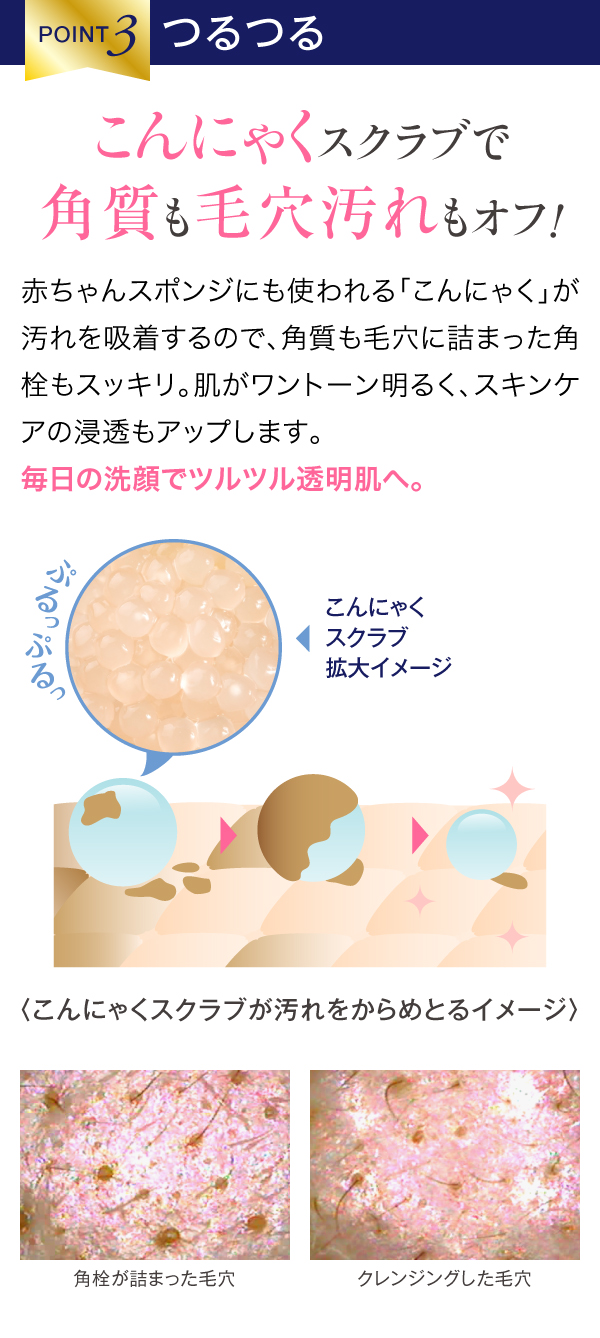 POINT3 つるつる
こんにゃくスクラブで
角質も毛穴汚れもオフ!
赤ちゃんスポンジにも使われる「こんにゃく」が
汚れを吸着するので、角質も毛穴に詰まった角
栓もスッキリ。肌がワントーン明るく、スキンケ
アの浸透もアップします。
毎日の洗顔でツルツル透明肌へ。
ぷるっぷるっ
こんにゃく
スクラブ
拡大イメージ
〈こんにゃくスクラブが汚れをからめとるイメージ〉
角栓が詰まった毛穴
クレンジングした毛穴